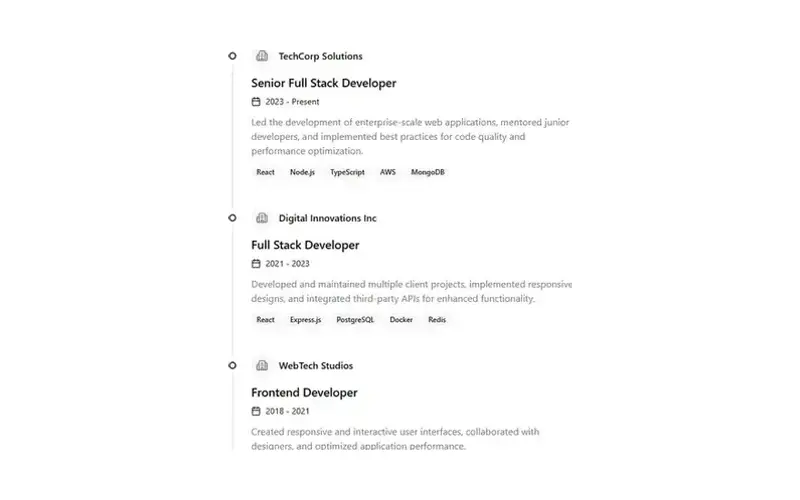 TechCorp Solutions
Senior Full Stack Developer
2023 - Present
Led the development of enterprise-scale web applications, mentored junior
developers, and implemented best practices for code quality and
performance optimization.
React Node.js TypeScript AWS MongoDB
Digital Innovations Inc
Full Stack Developer
2021 - 2023
Developed and maintained multiple client projects, implemented responsive
designs, and integrated third-party APIs for enhanced functionality.
React Express.js PostgreSQL Docker Redis
WebTech Studios
Frontend Developer
2018 - 2021
Created responsive and interactive user interfaces, collaborated with
designers, and optimized application performance.